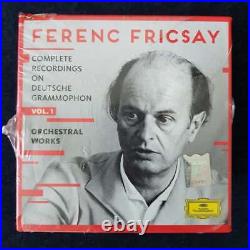 FERENC FRICSAY
COMPLETE
RECORDINGS
ON
DEUTSCHE
GRAMMOPHON
VOL. 1
ORCHESTRAL
WORKS